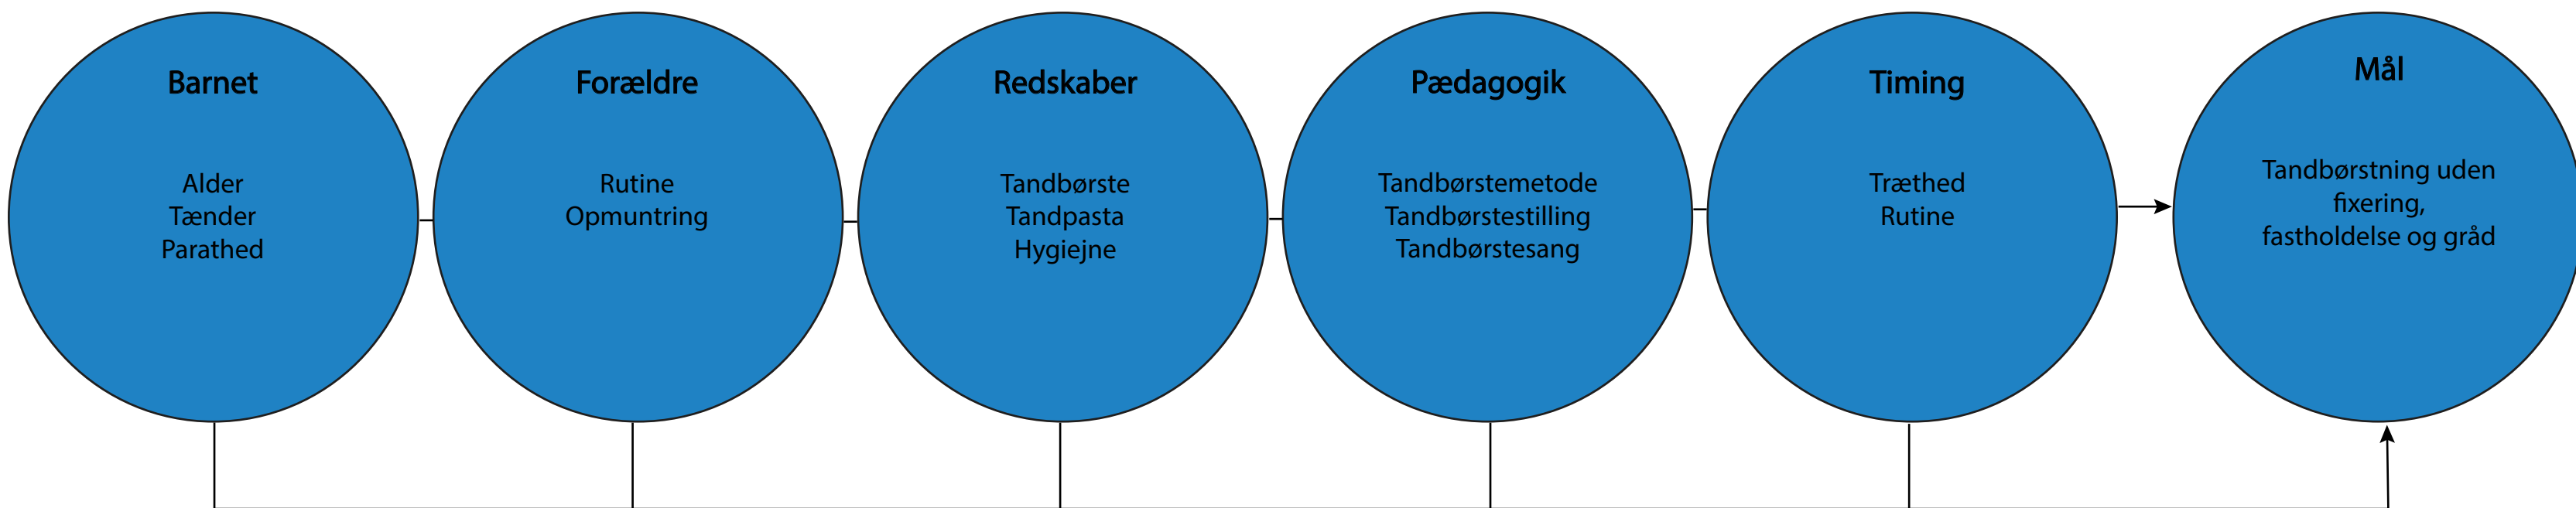 Barnet
Alder
Tænder
Parathed
Forældre
Rutine
Opmuntring
Redskaber
Tandbørste
Tandpasta
Hygiejne
Pædagogik
Tandbørstemetode
Tandbørstestilling
Tandbørstesang
Timing
Træthed
Rutine
Mål
Tandbørstning uden
fixering,
fastholdelse og gråd